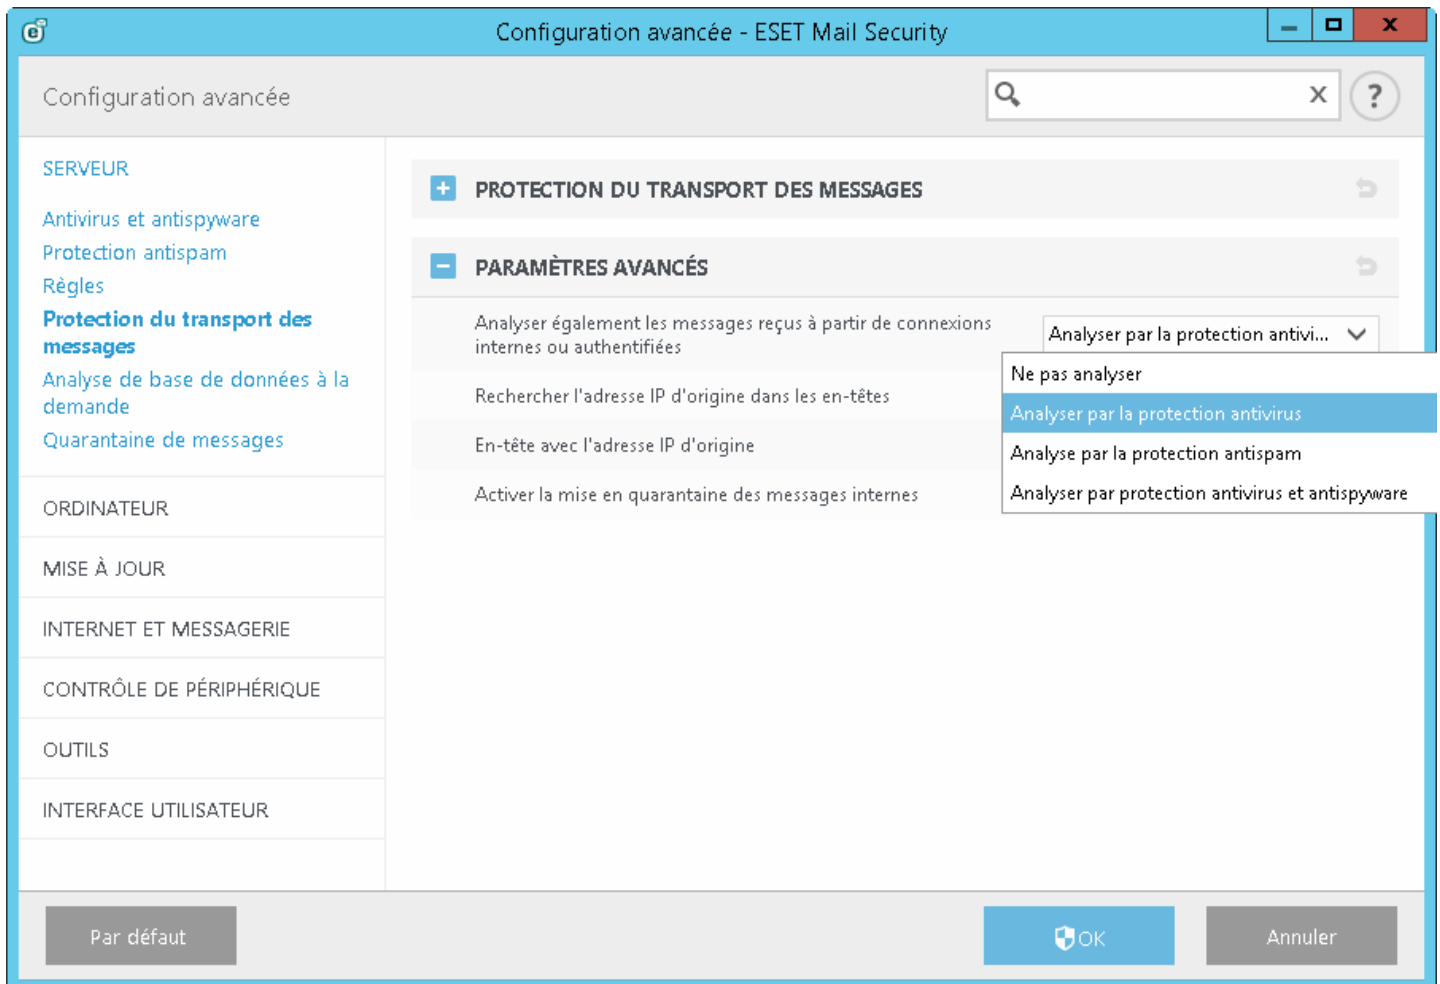 Configuration avancée - ESET Mail Security
Configuration avancée
SERVEUR
Antivirus et antispyware
Protection antispam
Règles
Protection du transport des
messages
Analyse de base de données à la
demande
Quarantaine de messages
ORDINATEUR
MISE À JOUR
INTERNET ET MESSAGERIE
CONTRÔLE DE PÉRIPHÉRIQUE
OUTILS
INTERFACE UTILISATEUR
PROTECTION DU TRANSPORT DES MESSAGES
PARAMÈTRES AVANCÉS
Analyser également les messages reçus à partir de connexions
internes ou authentifiées
Analyser par la protection antivi...
Ne pas analyser
Analyser par la protection antivirus
Analyse par la protection antispam
Analyser par protection antivirus et antispyware
Rechercher l'adresse IP d'origine dans les en-têtes
En-tête avec l'adresse IP d'origine
Activer la mise en quarantaine des messages internes
Par défaut
OK
Annuler